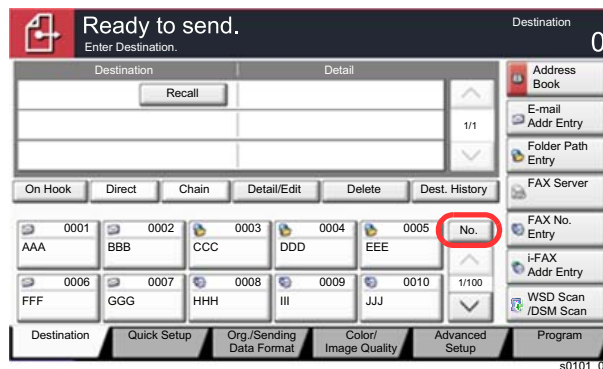 Ready to send.
Enter Destination.
Destination
0
Destination Detail
Recall
1/1
Address
Book
E-mail
Addr Entry
Folder Path
Entry
FAX Server
FAX No.
Entry
i-FAX
Addr Entry
WSD Scan
/DSM Scan
On Hook Direct Chain Detail/Edit Delete Dest. History
0001 0002 0003 0004 0005 No.
AAA BBB CCC DDD EEE
0006 0007 0008 0009 0010 1/100
FFF GGG HHH III JJJ
Destination Quick Setup Org./Sending
Data Format Color/
Image Quality Advanced
Setup Program
s0101_0